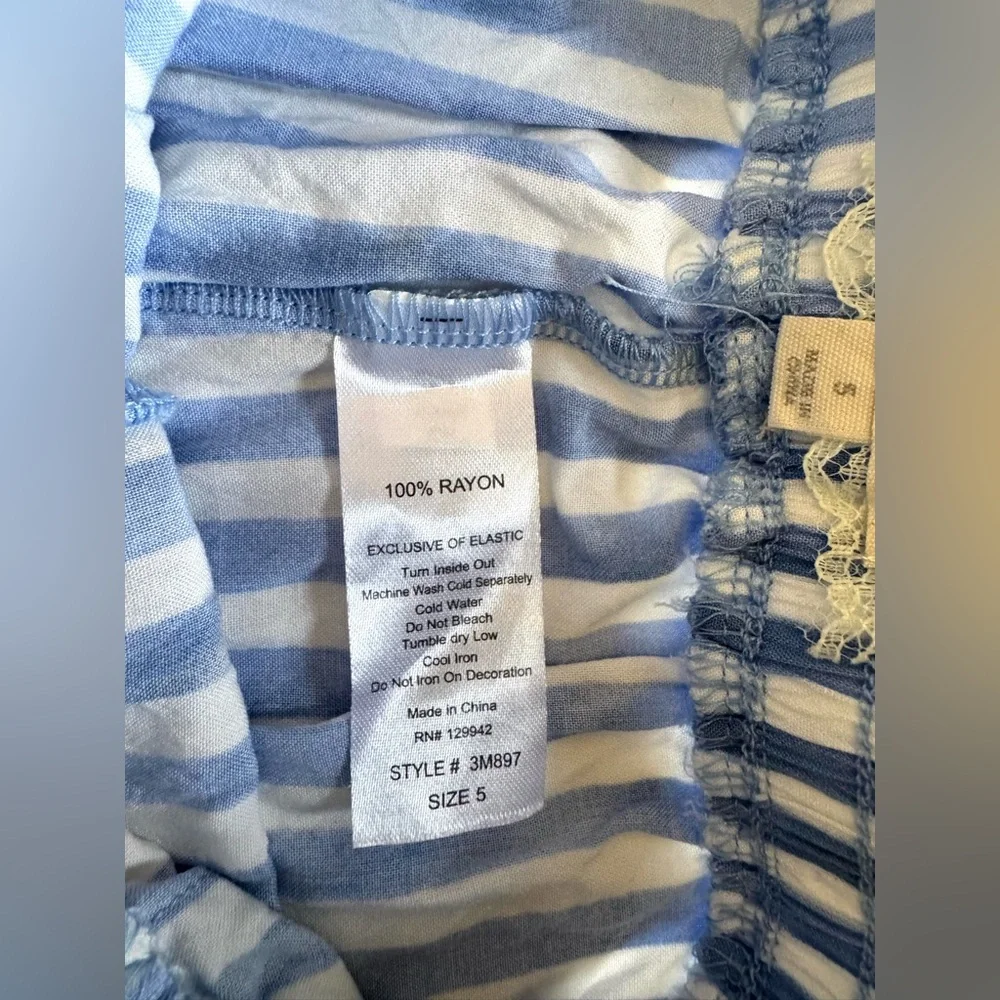 100% RAYON
EXCLUSIVE OF ELASTIC
Turn Inside Out
Machine Wash Cold Separately
Cold Water
Do Not Bleach
Tumble dry Low
Cool Iron
Do Not Iron On Decoration
Made in China
RN# 129942
STYLE # 3M897
SIZE 5
5
MADE IN
CHINA